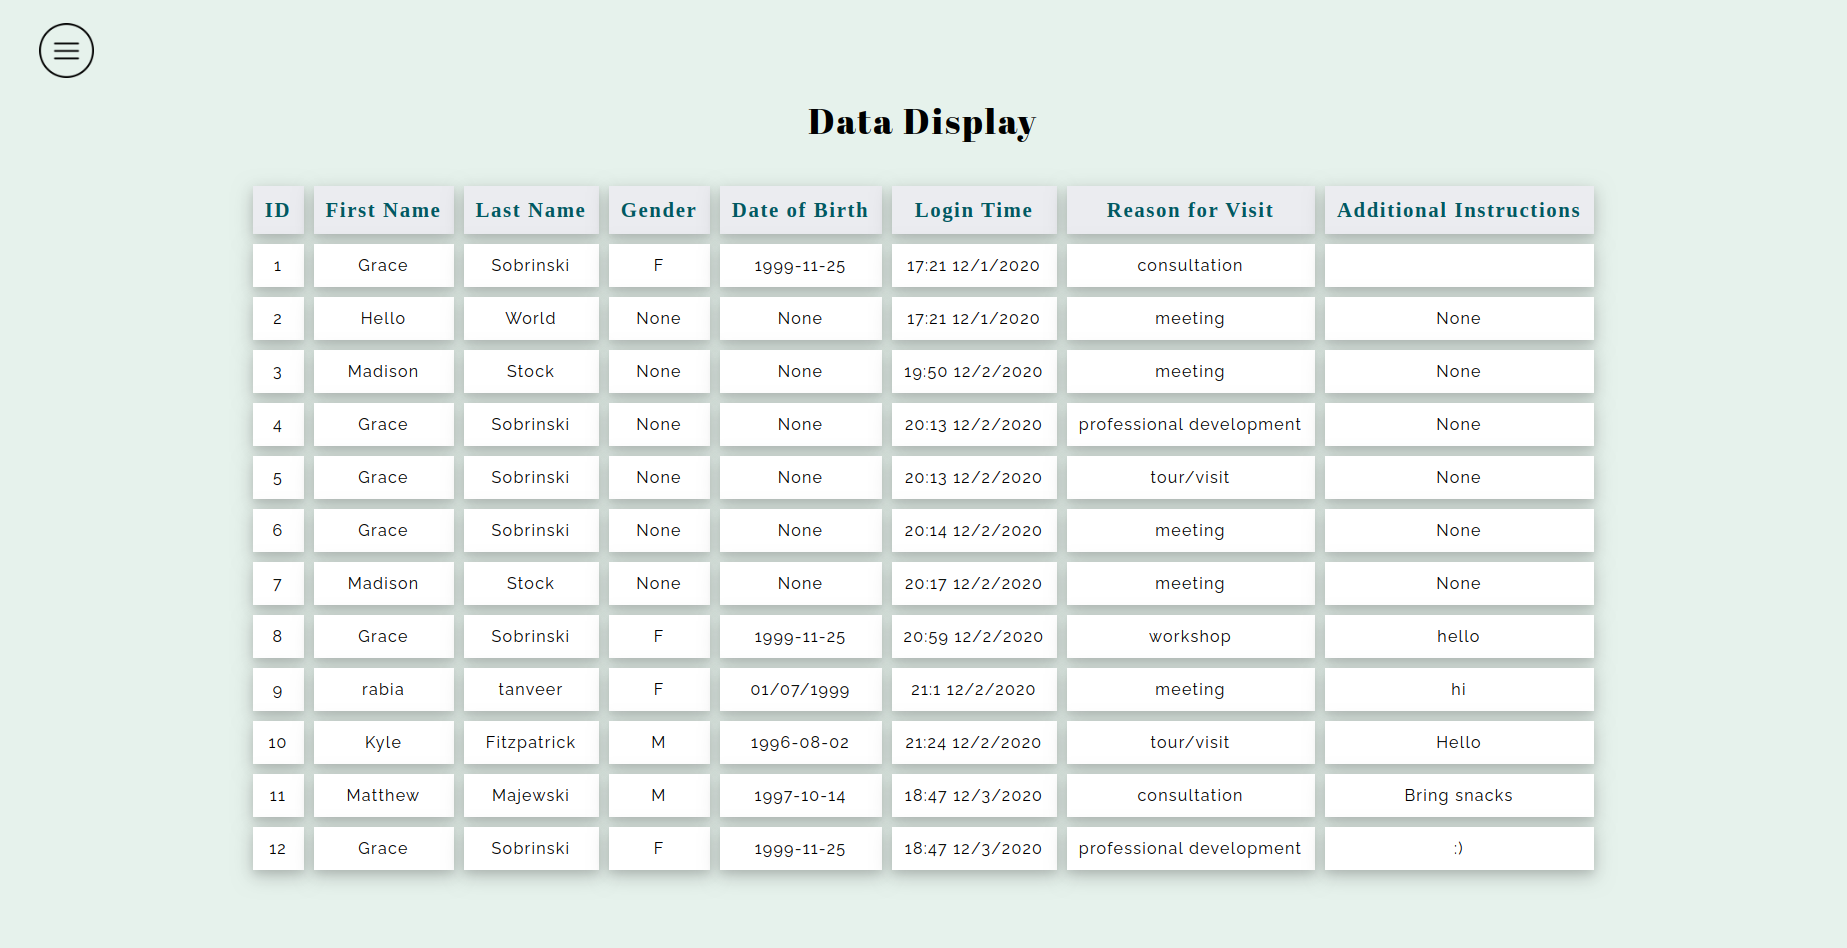 Data Display
ID First Name Last Name Gender Date of Birth Login Time Reason for Visit Additional Instructions
1 Grace Sobrinski F 1999-11-25 17:21 12/1/2020 consultation
2 Hello World None None 17:21 12/1/2020 meeting None
3 Madison Stock None None 19:50 12/2/2020 meeting None
4 Grace Sobrinski None None 20:13 12/2/2020 professional development None
5 Grace Sobrinski None None 20:13 12/2/2020 tour/visit None
6 Grace Sobrinski None None 20:14 12/2/2020 meeting None
7 Madison Stock None None 20:17 12/2/2020 meeting None
8 Grace Sobrinski F 1999-11-25 20:59 12/2/2020 workshop hello
9 rabia tanveer F 01/07/1999 21:1 12/2/2020 meeting hi
10 Kyle Fitzpatrick M 1996-08-02 21:24 12/2/2020 tour/visit Hello
11 Matthew Majewski M 1997-10-14 18:47 12/3/2020 consultation Bring snacks
12 Grace Sobrinski F 1999-11-25 18:47 12/3/2020 professional development :)